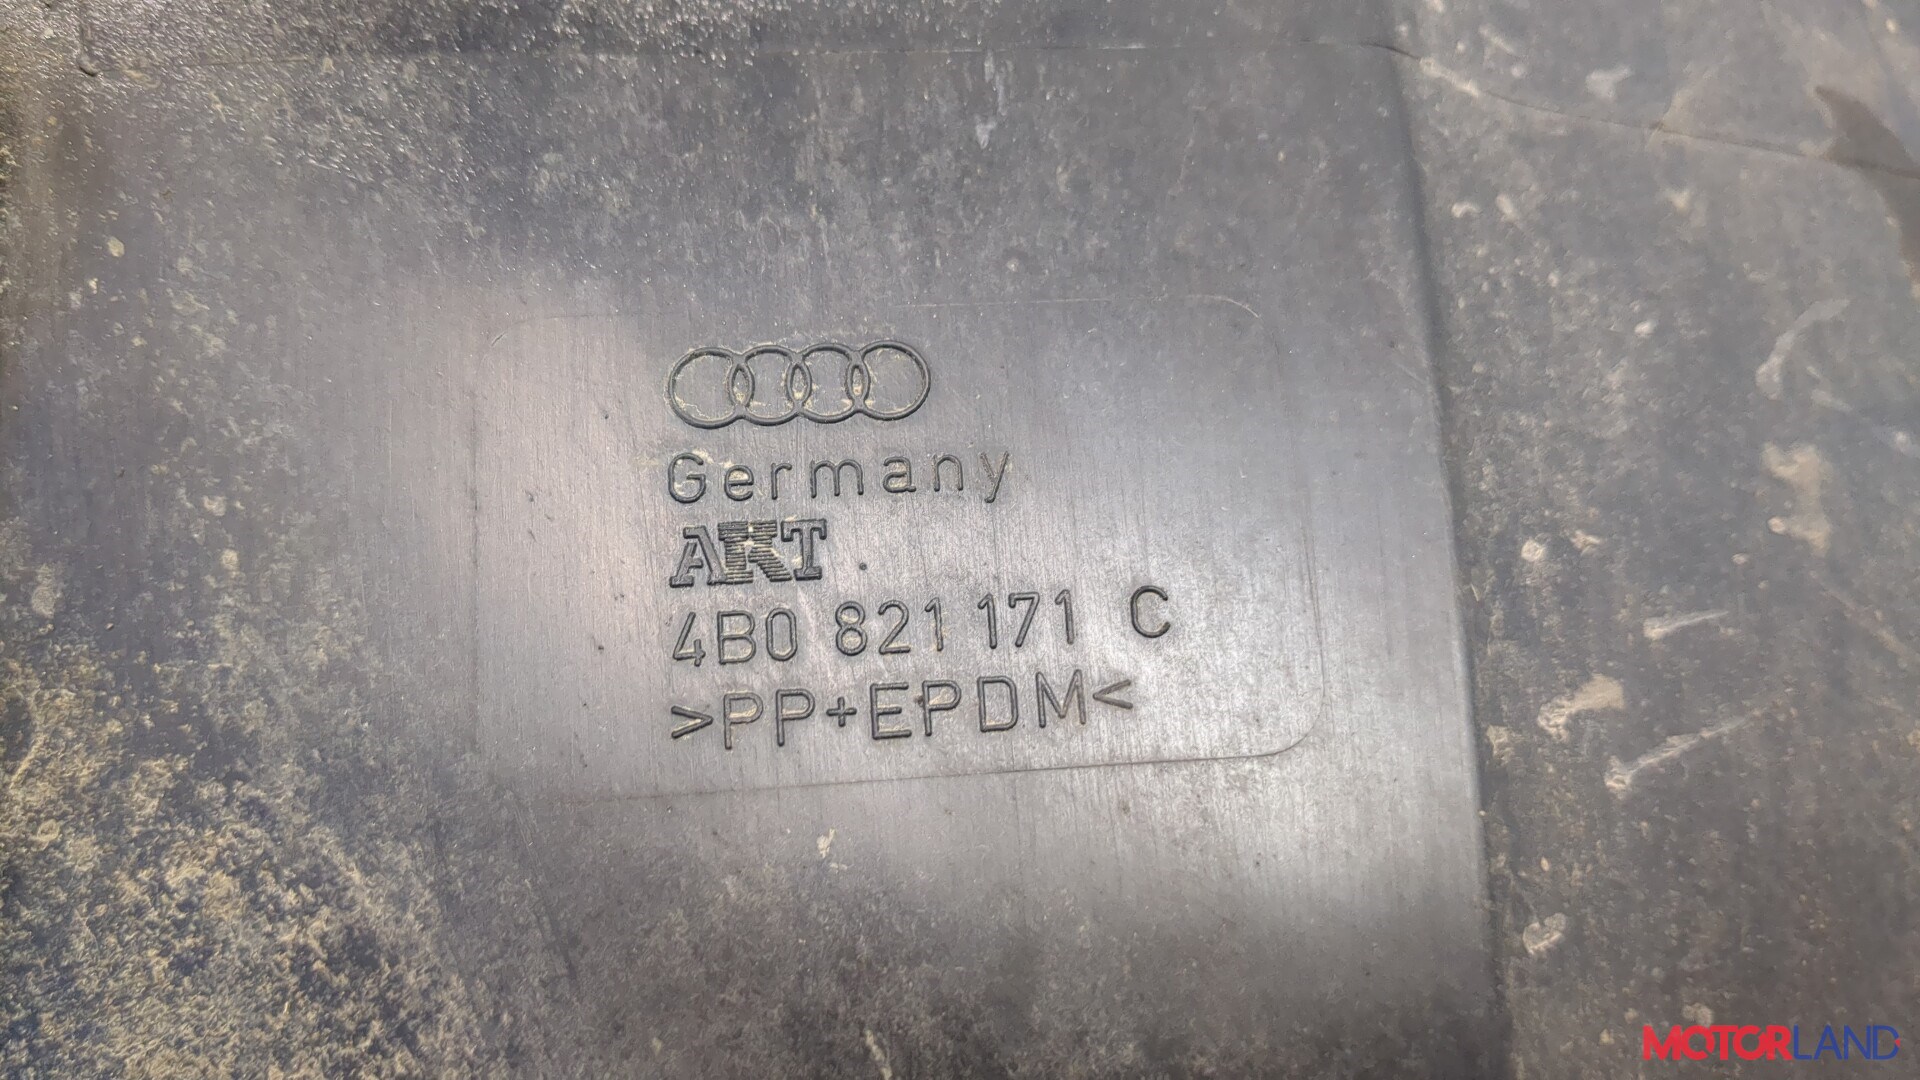 Germany
AKT
4B0 821 171 C
>PP+EPDM<
MOTORLAND